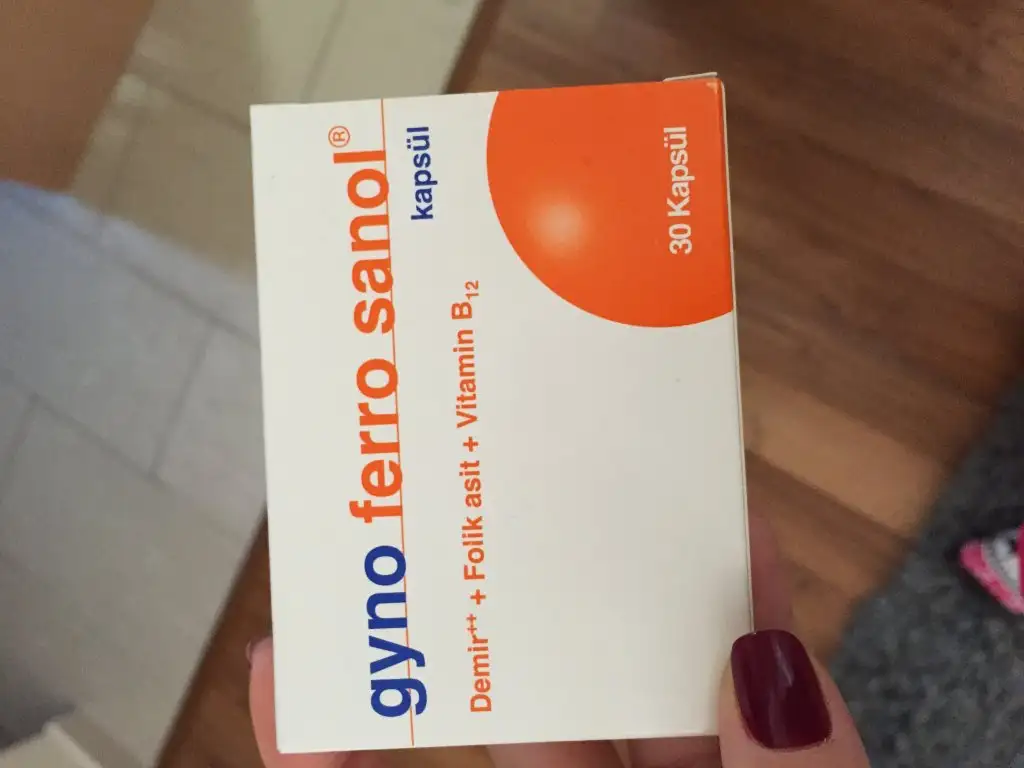 gyno ferro sanol®
kapsül
Demir⁺⁺ + Folik asit + Vitamin B₁₂
30 Kapsül